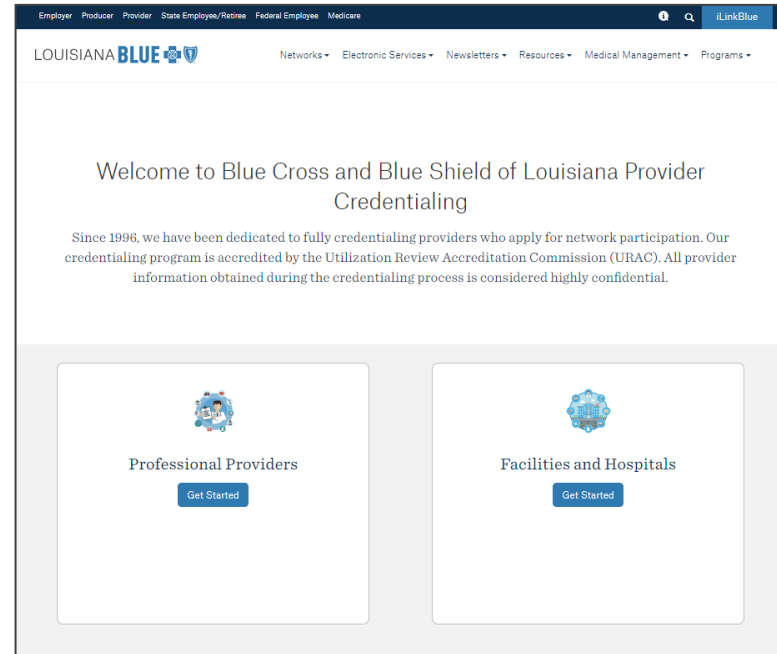 Employer Producer Provider State Employee/Retiree Federal Employee Medicare iLinkBlue
LOUISIANA BLUE
Networks Electronic Services Newsletters Resources Medical Management Programs
Welcome to Blue Cross and Blue Shield of Louisiana Provider
Credentialing
Since 1996, we have been dedicated to fully credentialing providers who apply for network participation. Our
credentialing program is accredited by the Utilization Review Accreditation Commission (URAC). All provider
information obtained during the credentialing process is considered highly confidential.
Professional Providers
Get Started
Facilities and Hospitals
Get Started